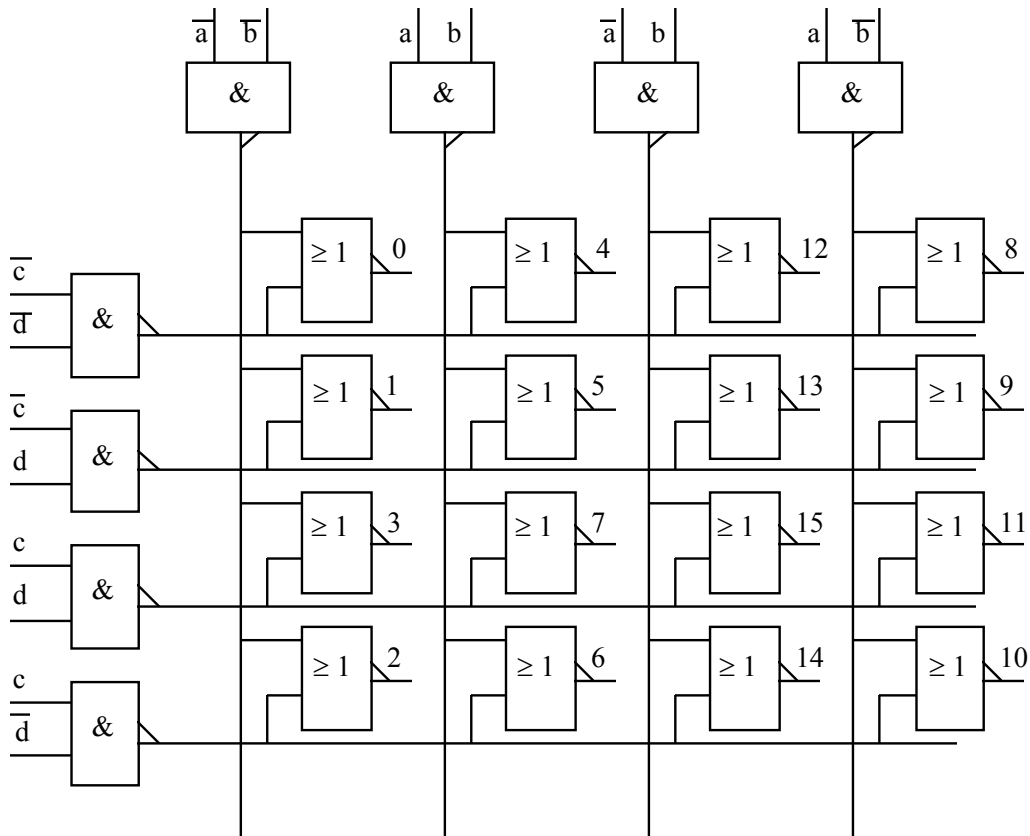 a̅ b̅ a b a̅ b a b̅
& & & &
≥ 1 0 ≥ 1 4 ≥ 1 12 ≥ 1 8
c̅
& 
d̅
≥ 1 1 ≥ 1 5 ≥ 1 13 ≥ 1 9
c̅
&
d
≥ 1 3 ≥ 1 7 ≥ 1 15 ≥ 1 11
c
&
d
≥ 1 2 ≥ 1 6 ≥ 1 14 ≥ 1 10
c
&
d̅